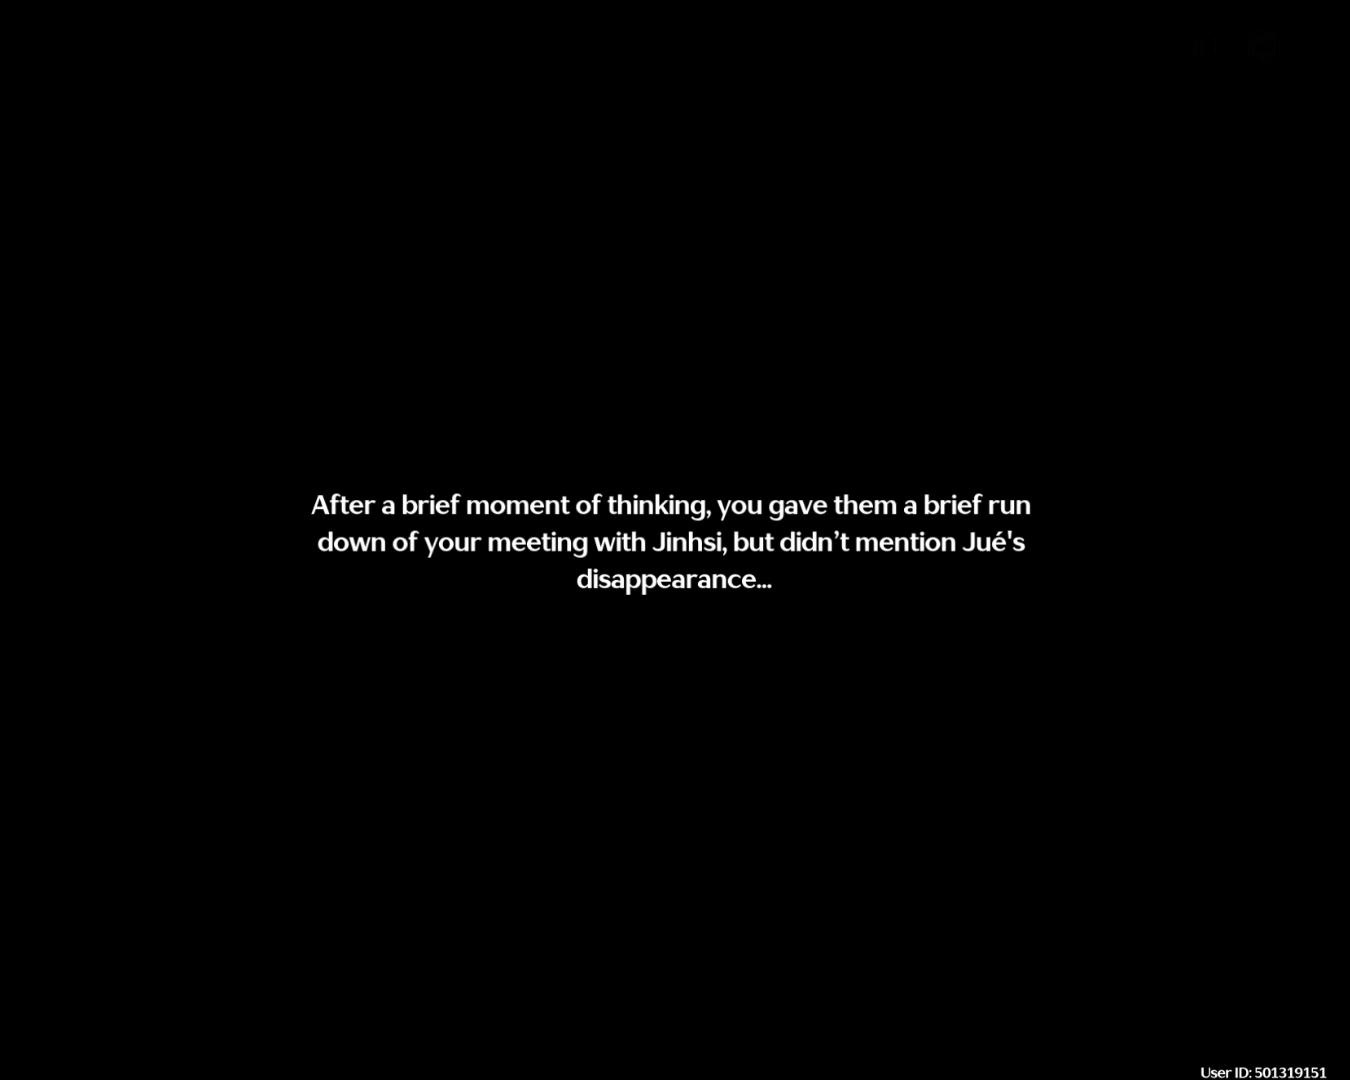 After a brief moment of thinking, you gave them a brief run
down of your meeting with Jinhsi, but didn’t mention Jué's
disappearance...
User ID: 501319151